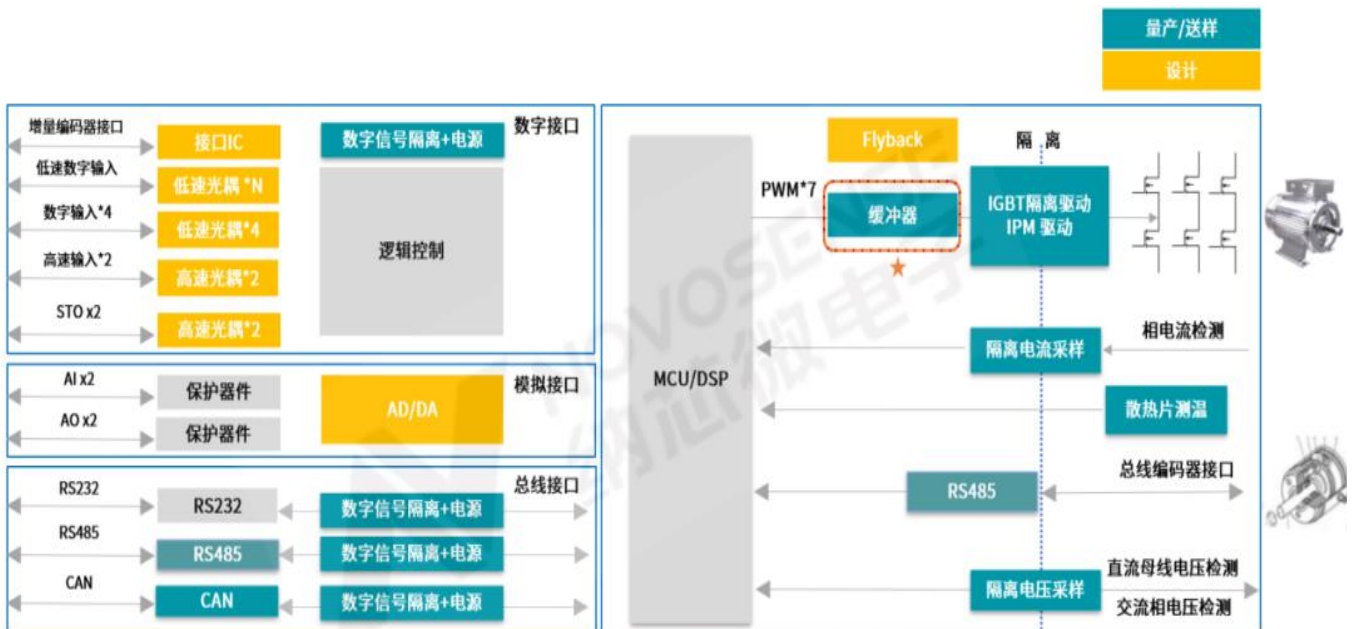 量产/送样
设计
数字接口
增量编码器接口
接口IC
数字信号隔离+电源
低速数字输入
低速光耦 *N
数字输入*4
低速光耦*4
逻辑控制
高速输入*2
高速光耦*2
STO x2
高速光耦*2
模拟接口
AI x2
保护器件
AD/DA
AO x2
保护器件
总线接口
RS232
RS232
数字信号隔离+电源
RS485
RS485
数字信号隔离+电源
CAN
CAN
数字信号隔离+电源
MCU/DSP
Flyback
隔 离
PWM*7
缓冲器
IGBT隔离驱动
IPM 驱动
隔离电流采样
相电流检测
散热片测温
RS485
总线编码器接口
隔离电压采样
直流母线电压检测
交流相电压检测
NOVOSENSE
纳芯微电子